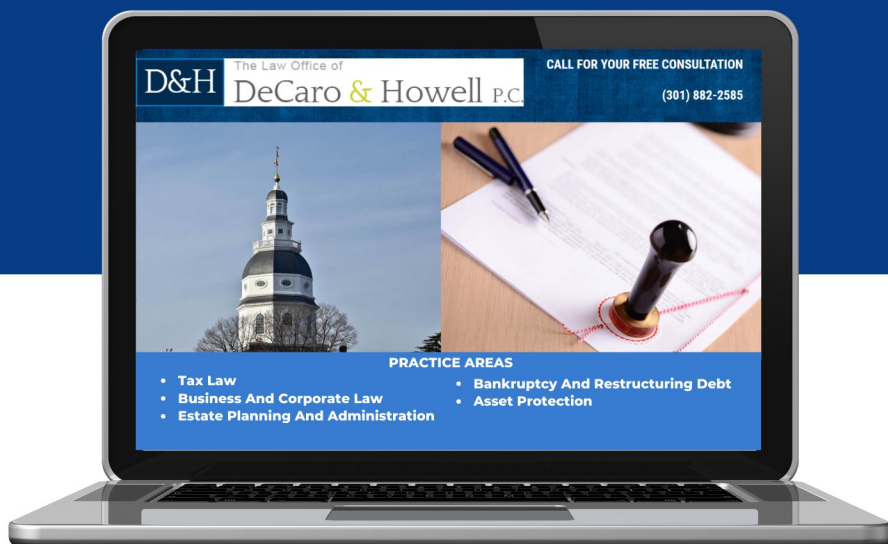 D&H
The Law Office of
DeCaro & Howell P.C.
CALL FOR YOUR FREE CONSULTATION
(301) 882-2585
PRACTICE AREAS
• Tax Law
• Business And Corporate Law
• Estate Planning And Administration
• Bankruptcy And Restructuring Debt
• Asset Protection